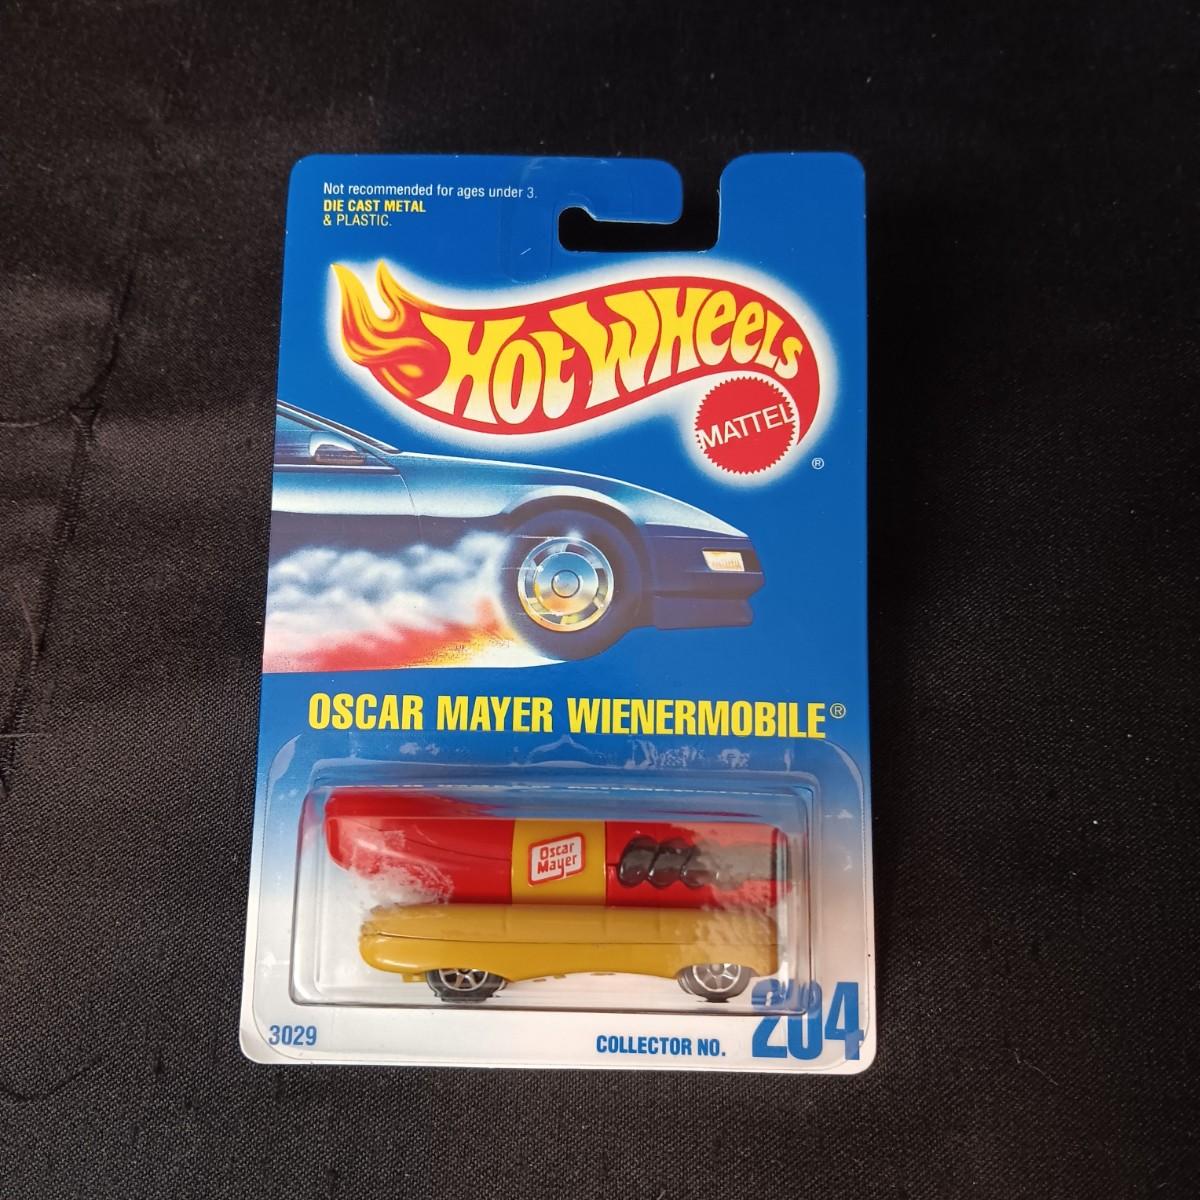 Not recommended for ages under 3.
DIE CAST METAL
& PLASTIC.
HOT WHEELS
MATTEL
®
OSCAR MAYER WIENERMOBILE®
Oscar
Mayer
3029
COLLECTOR NO. 204